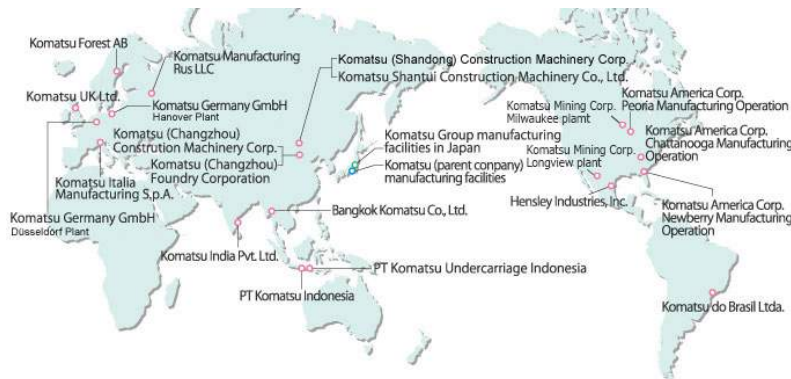 Komatsu Forest AB
Komatsu Manufacturing
Rus LLC
Komatsu UK Ltd.
Komatsu Germany GmbH
Hanover Plant
Komatsu (Changzhou)
Constrution Machinery Corp.
Komatsu (Changzhou)
Foundry Corporation
Komatsu Italia
Manufacturing S.p.A.
Komatsu Germany GmbH
Düsseldorf Plant
Komatsu (Shandong) Construction Machinery Corp.
Komatsu Shantui Construction Machinery Co., Ltd.
Komatsu Group manufacturing
facilities in Japan
Komatsu (parent company)
manufacturing facilities
Bangkok Komatsu Co., Ltd.
Komatsu India Pvt. Ltd.
PT Komatsu Undercarriage Indonesia
PT Komatsu Indonesia
Komatsu America Corp.
Peoria Manufacturing Operation
Komatsu Mining Corp.
Milwaukee plamt
Komatsu America Corp.
Chattanooga Manufacturing
Operation
Komatsu Mining Corp.
Longview plant
Hensley Industries, Inc.
Komatsu America Corp.
Newberry Manufacturing
Operation
Komatsu do Brasil Ltda.